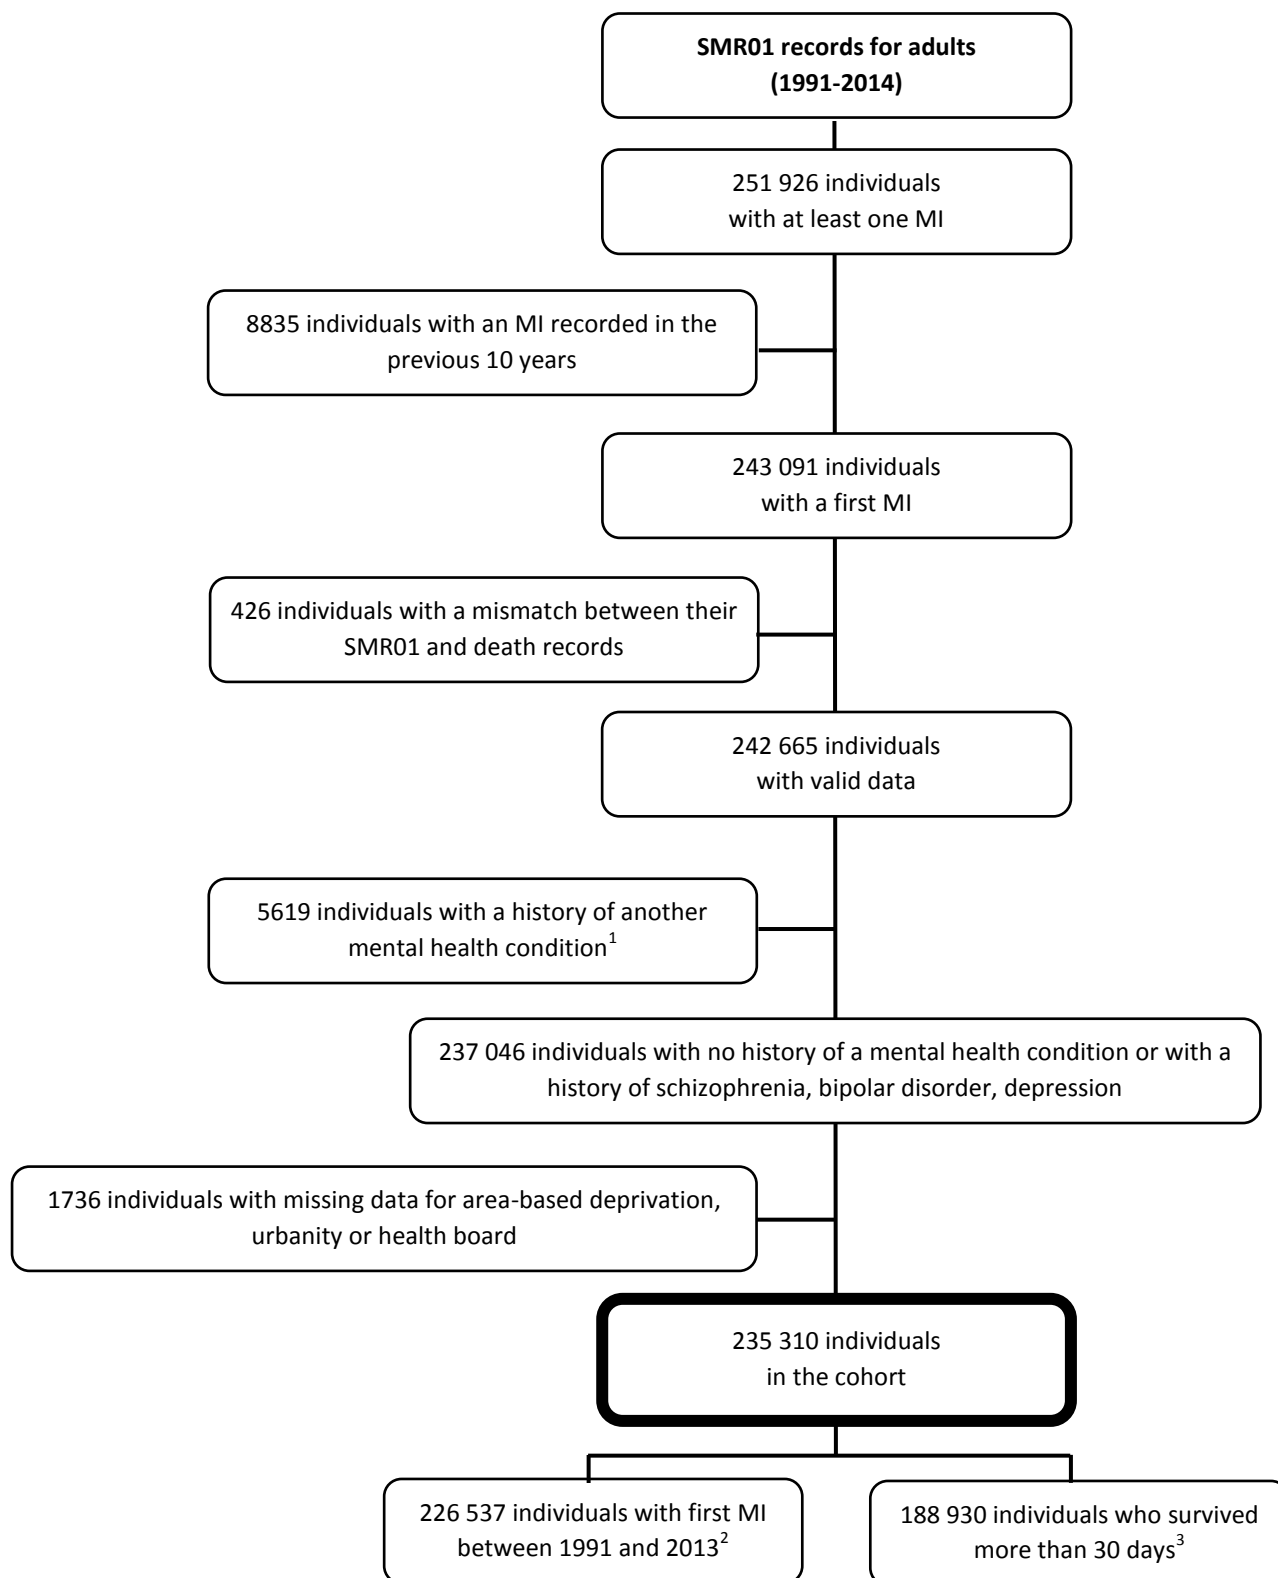 SMR01 records for adults
(1991-2014)
251 926 individuals
with at least one MI
8835 individuals with an MI recorded in the
previous 10 years
243 091 individuals
with a first MI
426 individuals with a mismatch between their
SMR01 and death records
242 665 individuals
with valid data
5619 individuals with a history of another
mental health condition¹
237 046 individuals with no history of a mental health condition or with a
history of schizophrenia, bipolar disorder, depression
1736 individuals with missing data for area-based deprivation,
urbanity or health board
235 310 individuals
in the cohort
226 537 individuals with first MI
between 1991 and 2013²
188 930 individuals who survived
more than 30 days³